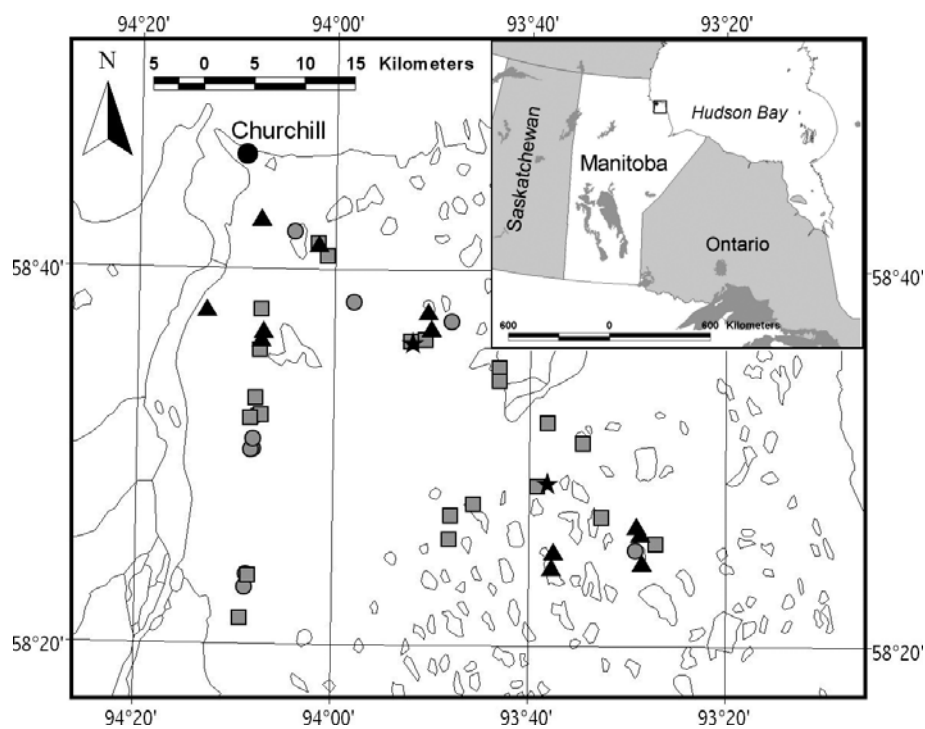 94°20' 94°00' 93°40' 93°20'
N
5 0 5 10 15 Kilometers
Churchill
Hudson Bay
Saskatchewan
Manitoba
Ontario
600 0 600 Kilometers
58°40' 58°40'
58°20' 58°20'
94°20' 94°00' 93°40' 93°20'